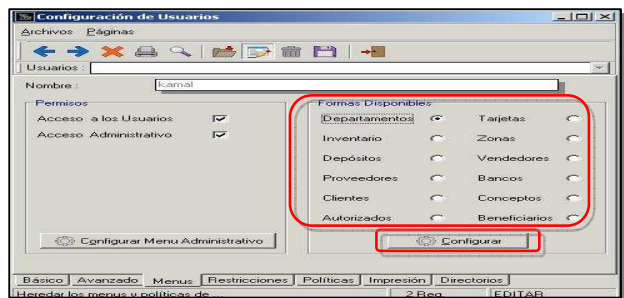 Configuración de Usuarios
Archivos Páginas
Usuarios :
Nombre : kamal
Permisos
Acceso a los Usuarios
Acceso Administrativo
Configurar Menu Administrativo
Formas Disponibles
Departamentos Tarjetas
Inventario Zonas
Depósitos Vendedores
Proveedores Bancos
Clientes Conceptos
Autorizados Beneficiarios
Configurar
Básico Avanzado Menus Restricciones Políticas Impresión Directorios
Heredar los menus y políticas de ... 2 Reg. EDITAR